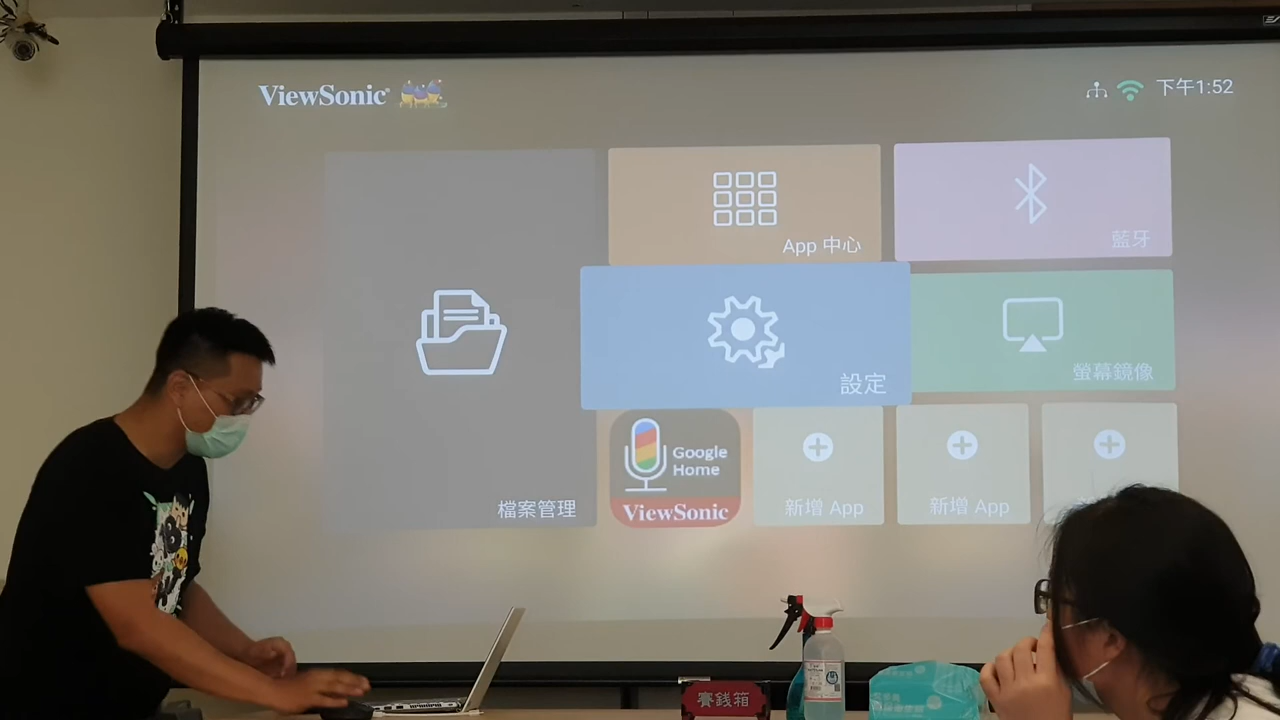 ViewSonic
下午1:52
App 中心
藍牙
設定
螢幕鏡像
檔案管理
Google
Home
ViewSonic
新增 App
新增 App
賽錢箱